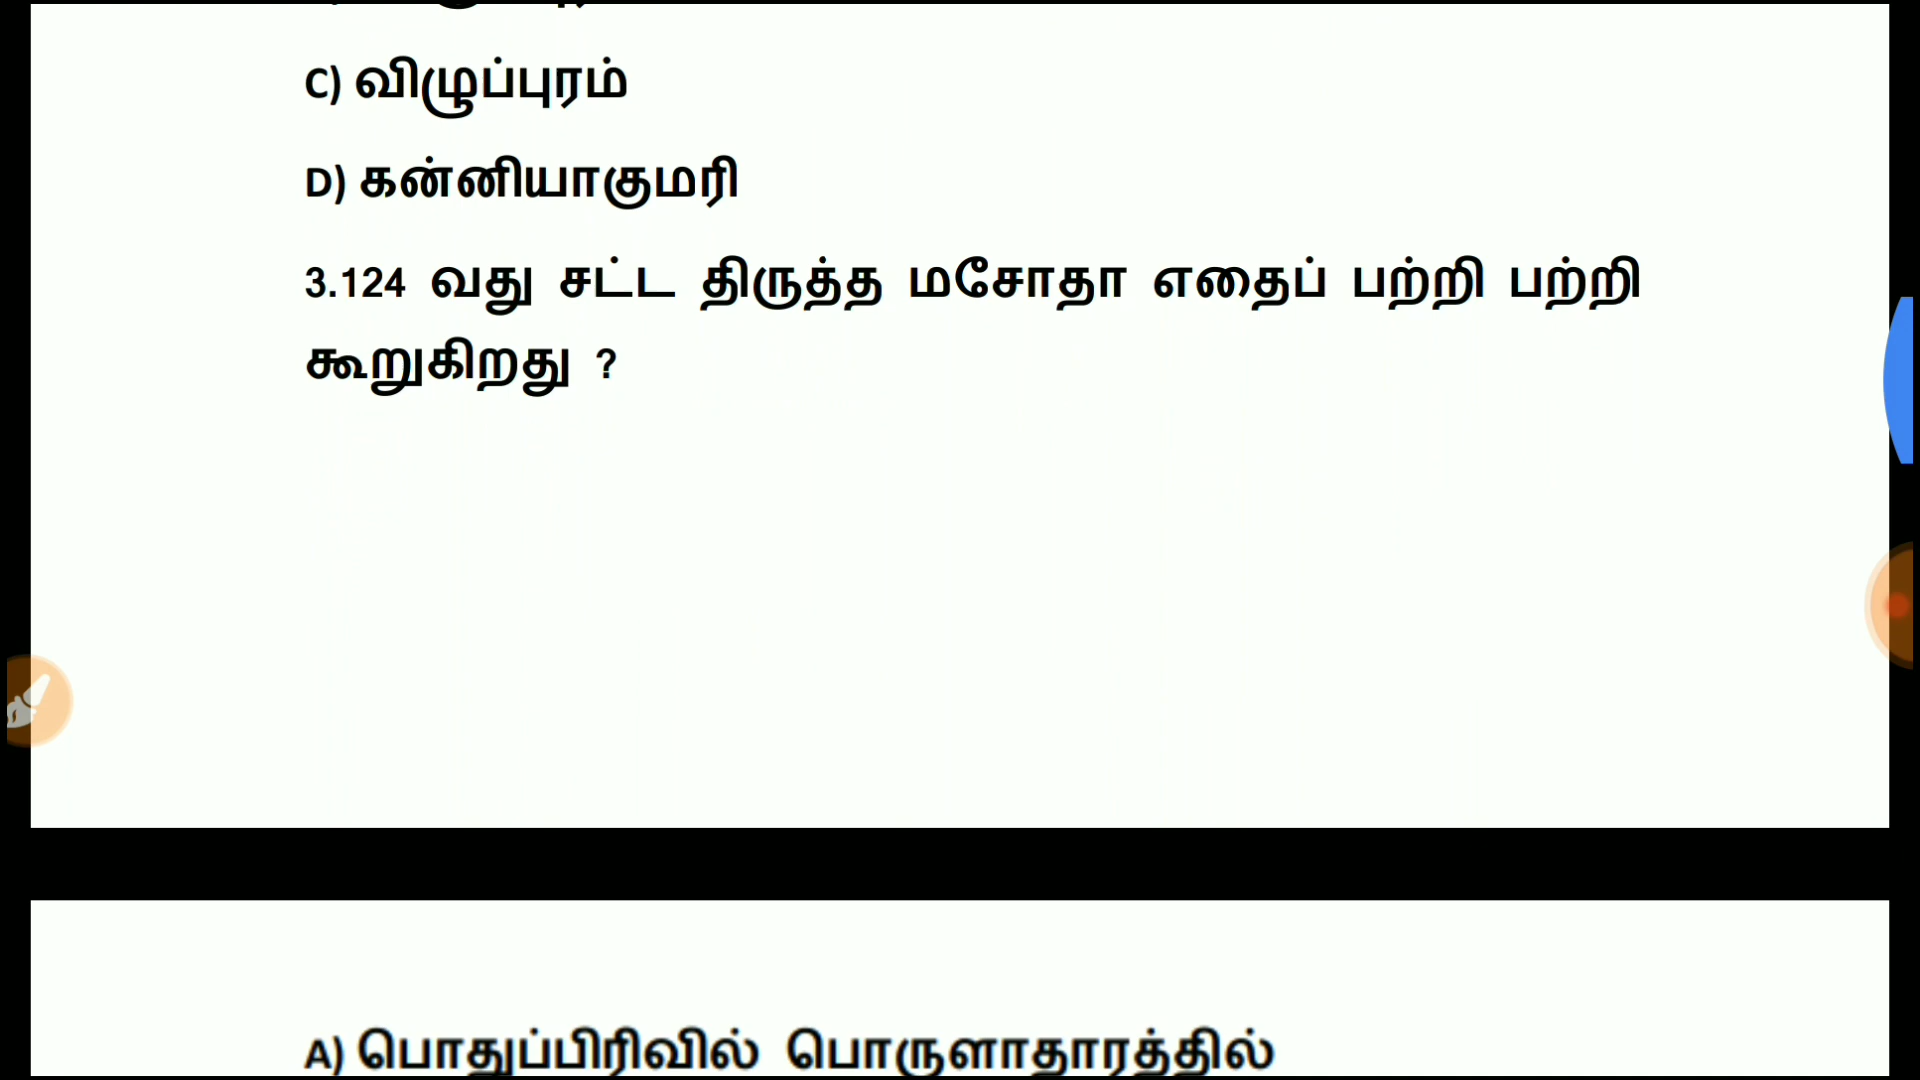 C) விழுப்புரம்
D) கன்னியாகுமரி
3.124 வது சட்ட திருத்த மசோதா எதைப் பற்றி பற்றி
கூறுகிறது ?
A) பொதுப்பிரிவில் பொருளாதாரத்தில்